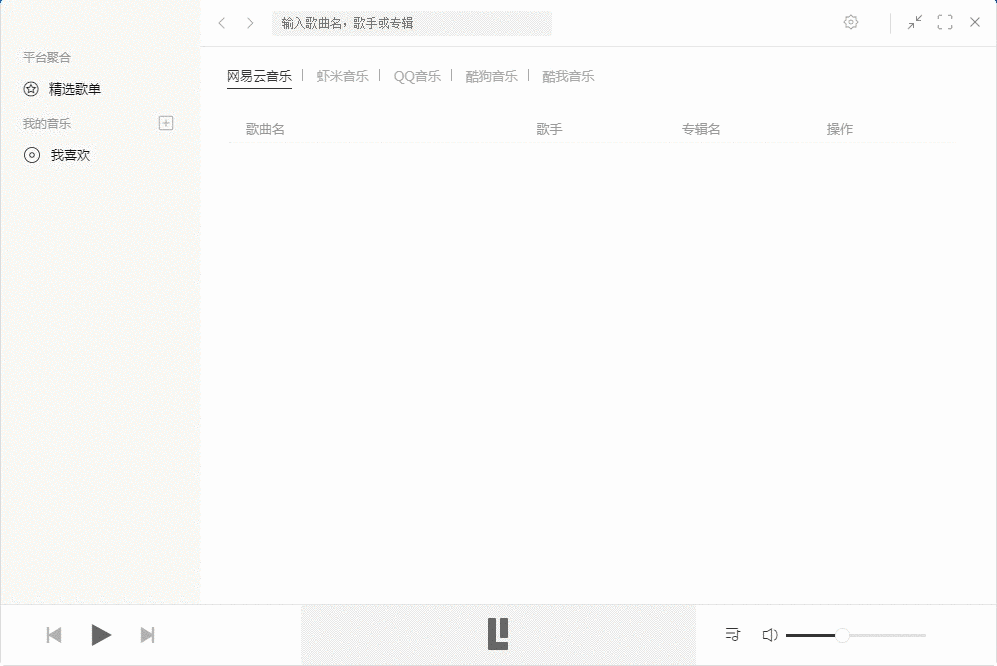 输入歌曲名，歌手或专辑
平台聚合
精选歌单
我的音乐
我喜欢
网易云音乐 虾米音乐 QQ音乐 酷狗音乐 酷我音乐
歌曲名 歌手 专辑名 操作